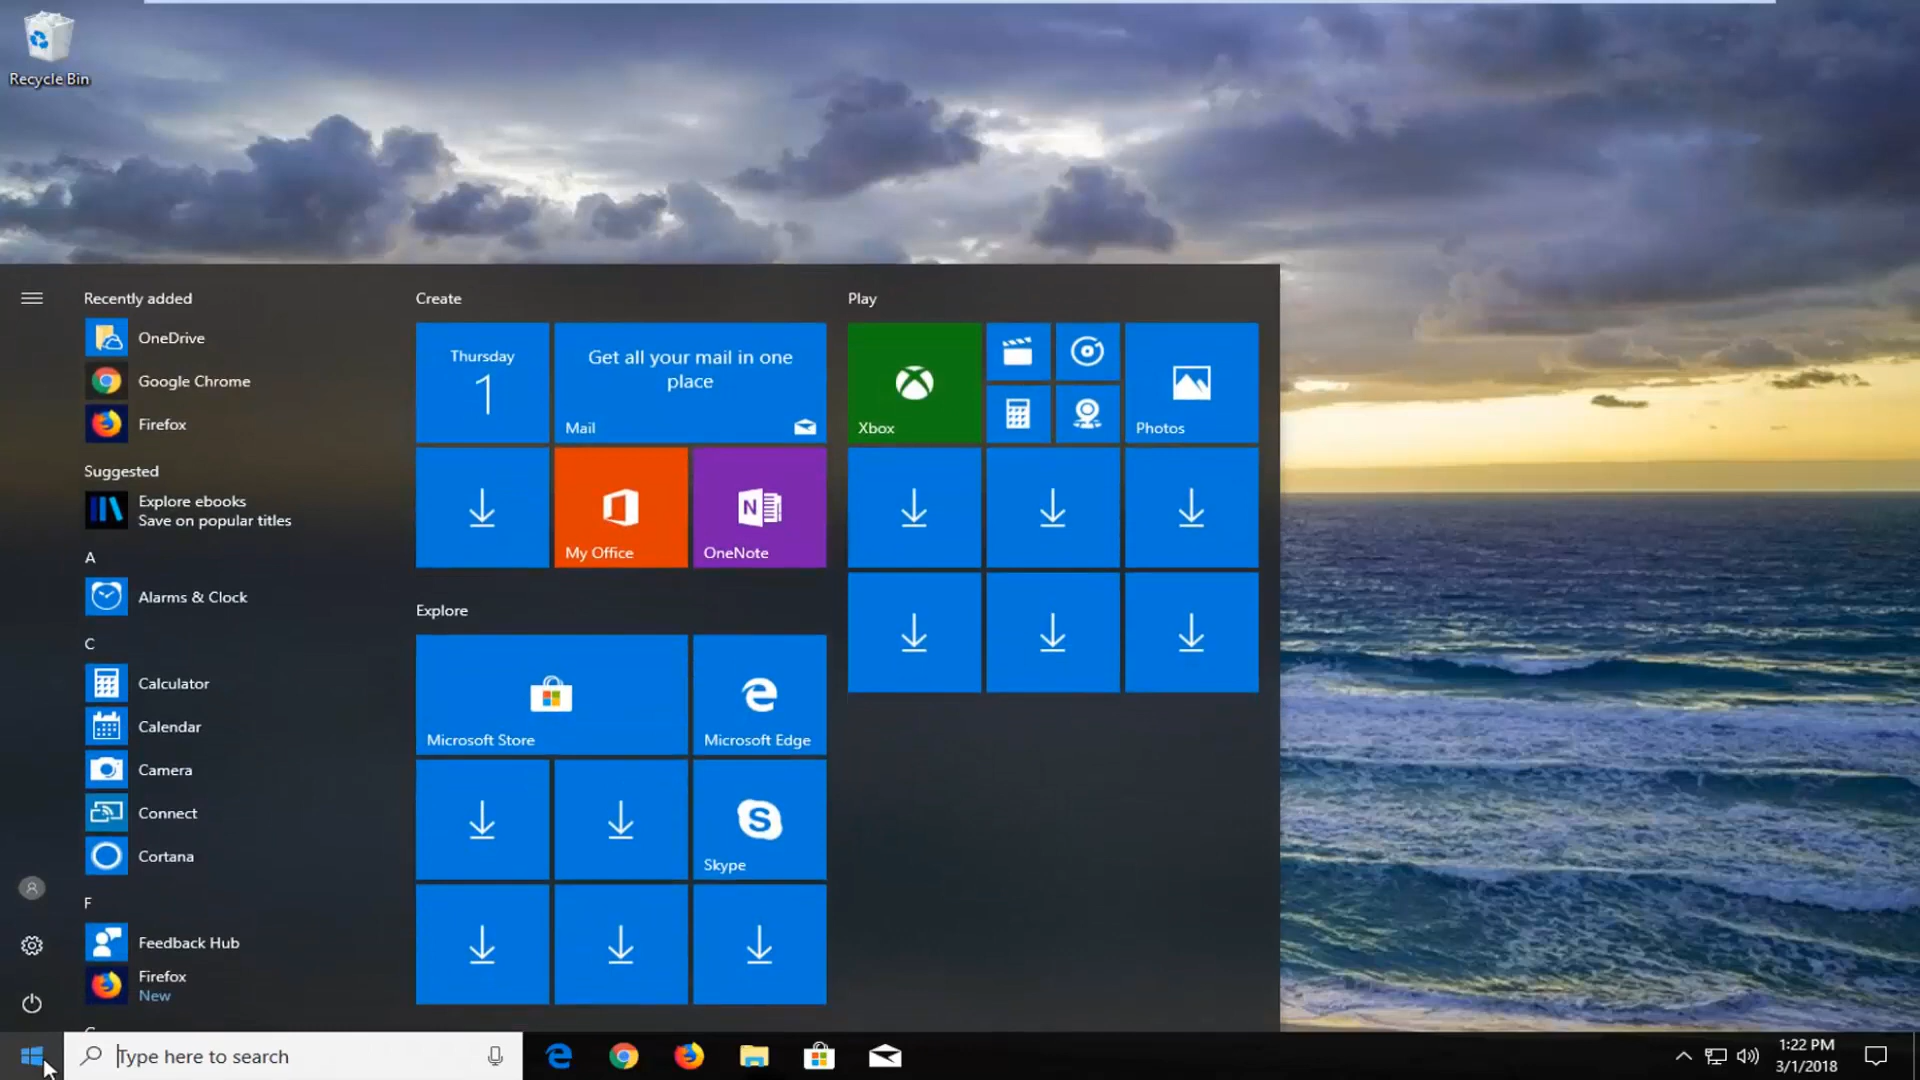 Recycle Bin
Recently added
OneDrive
Google Chrome
Firefox
Suggested
Explore ebooks
Save on popular titles
A
Alarms & Clock
C
Calculator
Calendar
Camera
Connect
Cortana
F
Feedback Hub
Firefox
New
Create
Thursday
1
Get all your mail in one
place
Mail
My Office
N
OneNote
Explore
Microsoft Store
Microsoft Edge
S
Skype
Play
Xbox
Photos
Type here to search
1:22 PM
3/1/2018